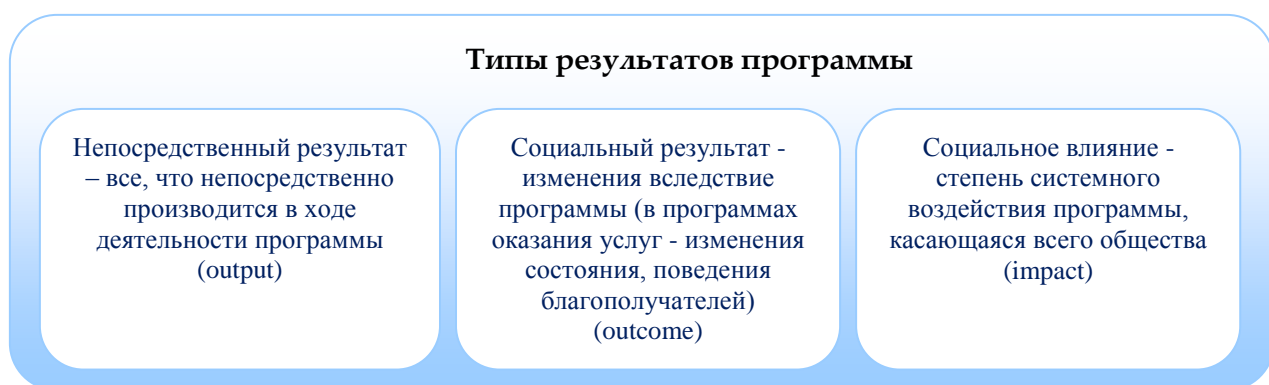 Типы результатов программы
Непосредственный результат
– все, что непосредственно
производится в ходе
деятельности программы
(output)
Социальный результат -
изменения вследствие
программы (в программах
оказания услуг - изменения
состояния, поведения
благополучателей)
(outcome)
Социальное влияние -
степень системного
воздействия программы,
касающаяся всего общества
(impact)